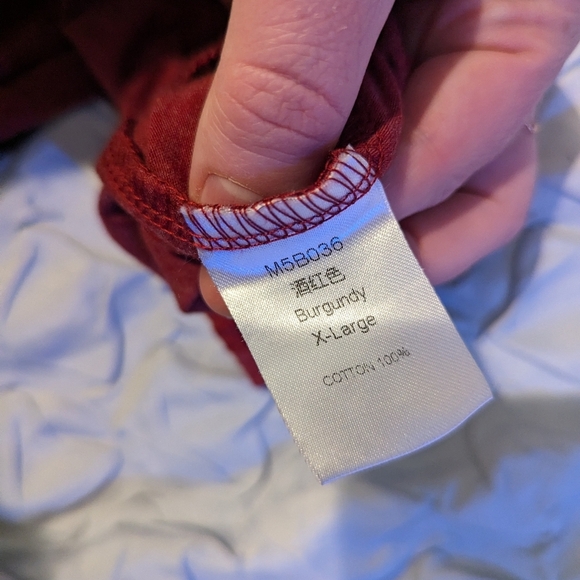 M5B036
酒红色
Burgundy
X-Large
COTTON 100%